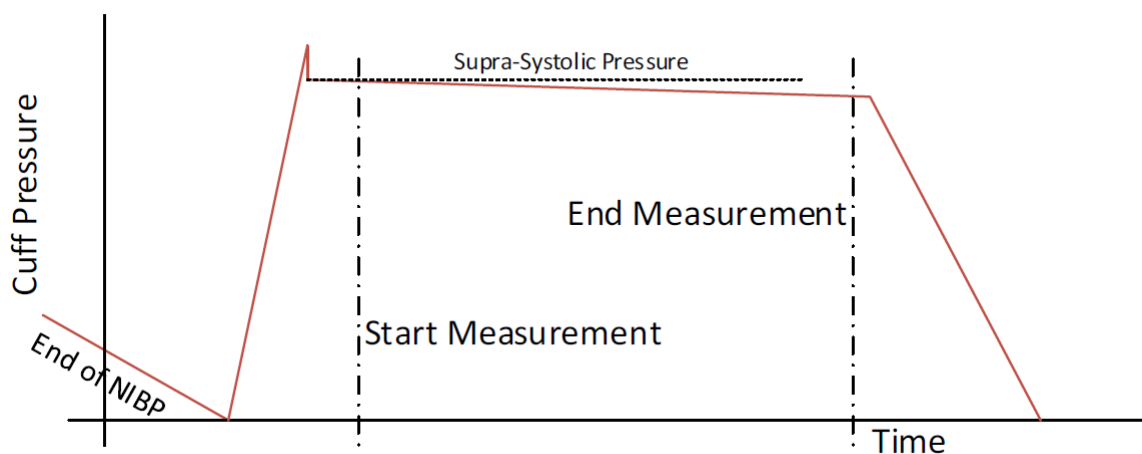 Supra-Systolic Pressure
Cuff Pressure
End Measurement
Start Measurement
End of NIBP
Time